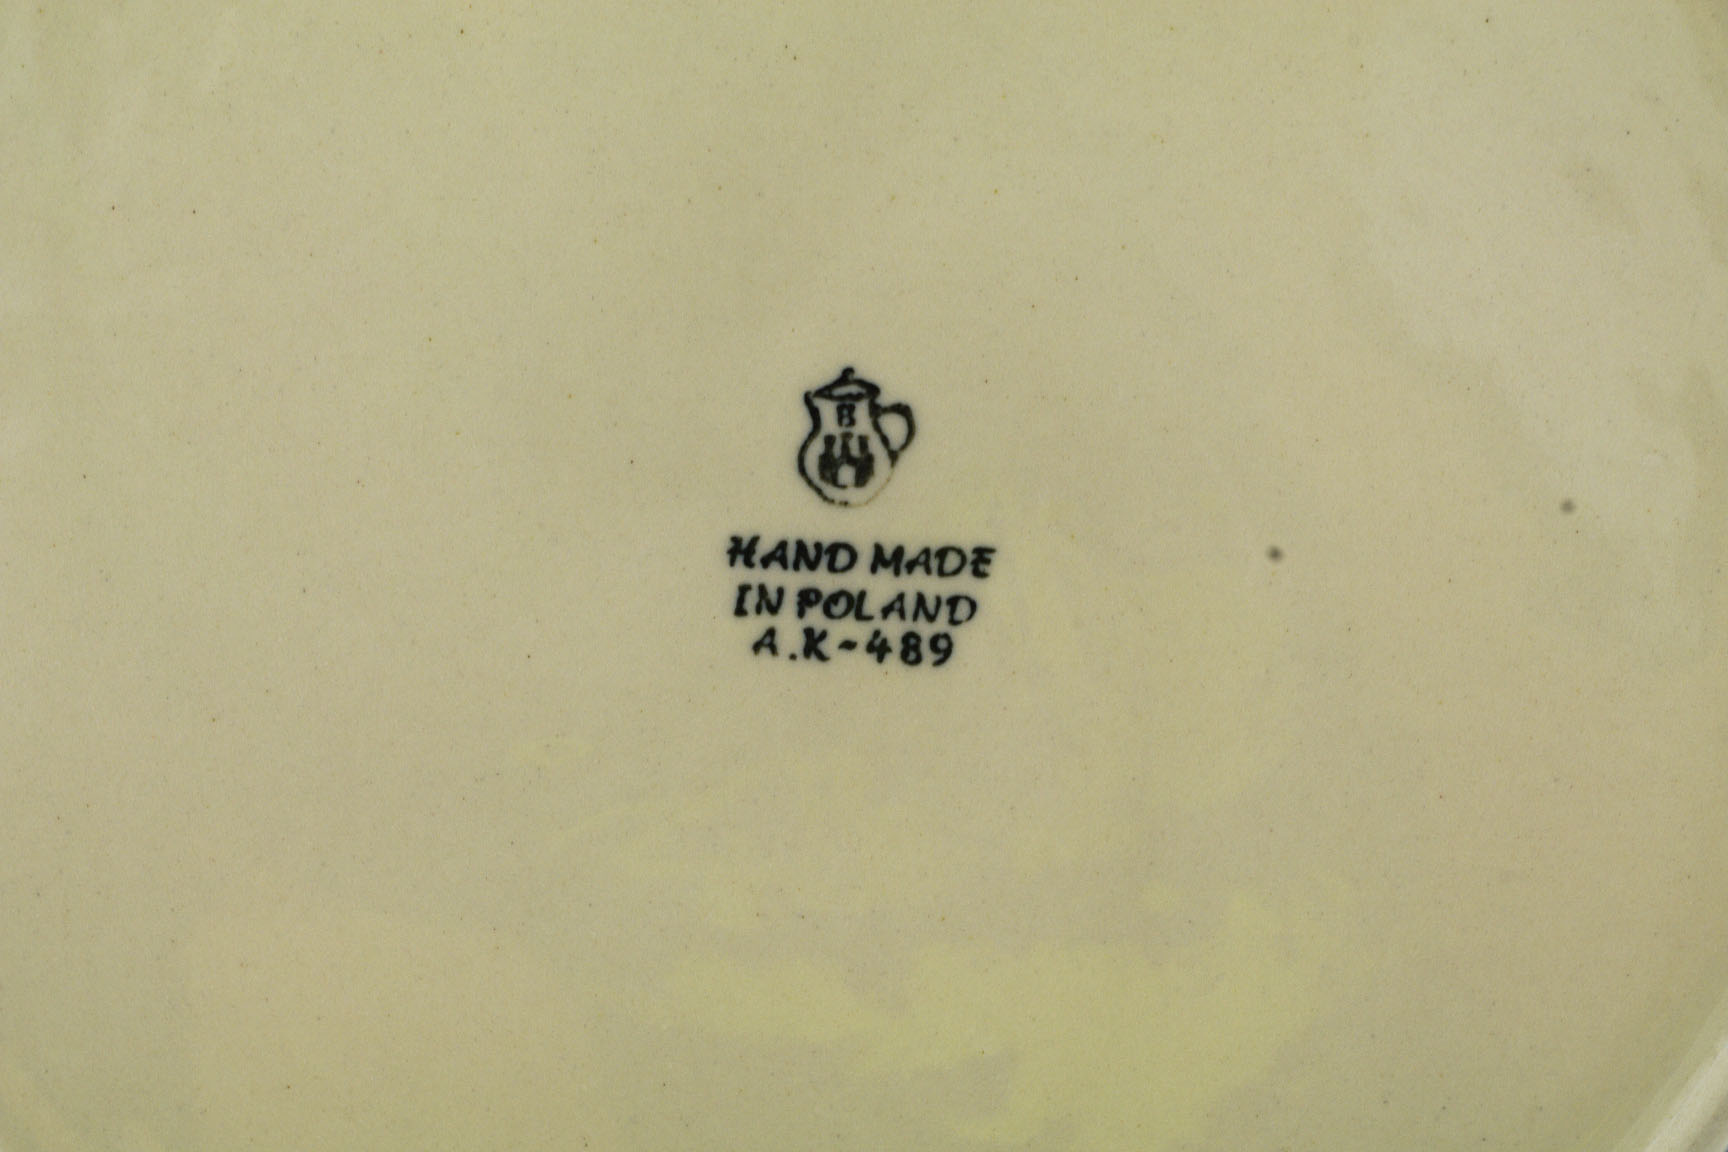 B
HAND MADE
IN POLAND
A.K-489